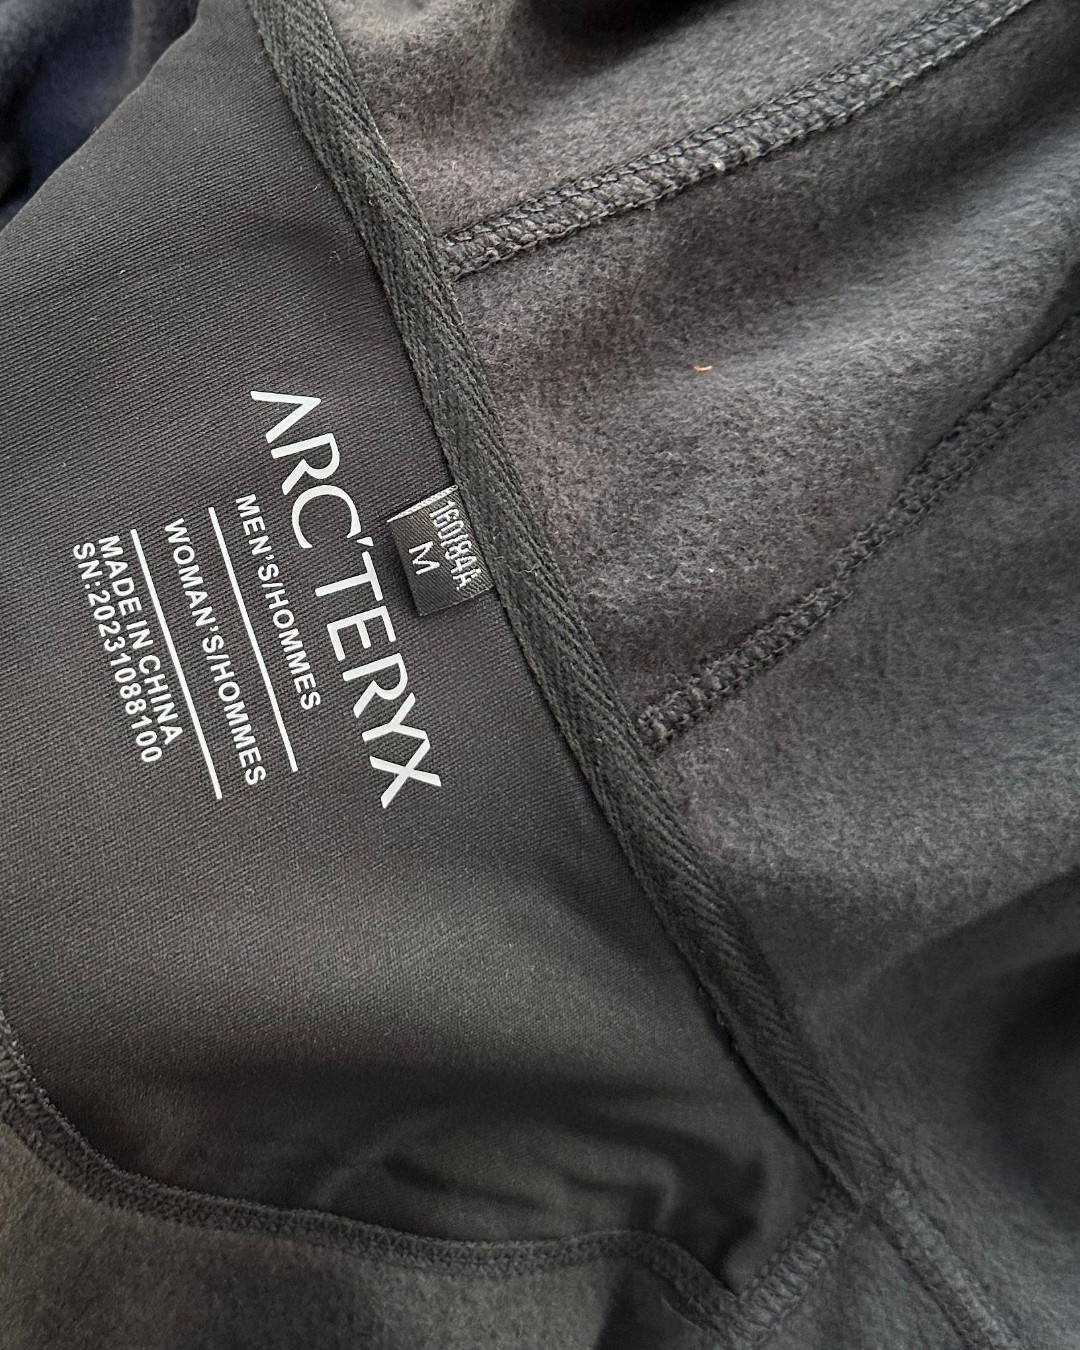 ARC'TERYX
MEN'S/HOMMES
WOMAN'S/HOMMES
MADE IN CHINA
SN:20231088100
160/84A
M